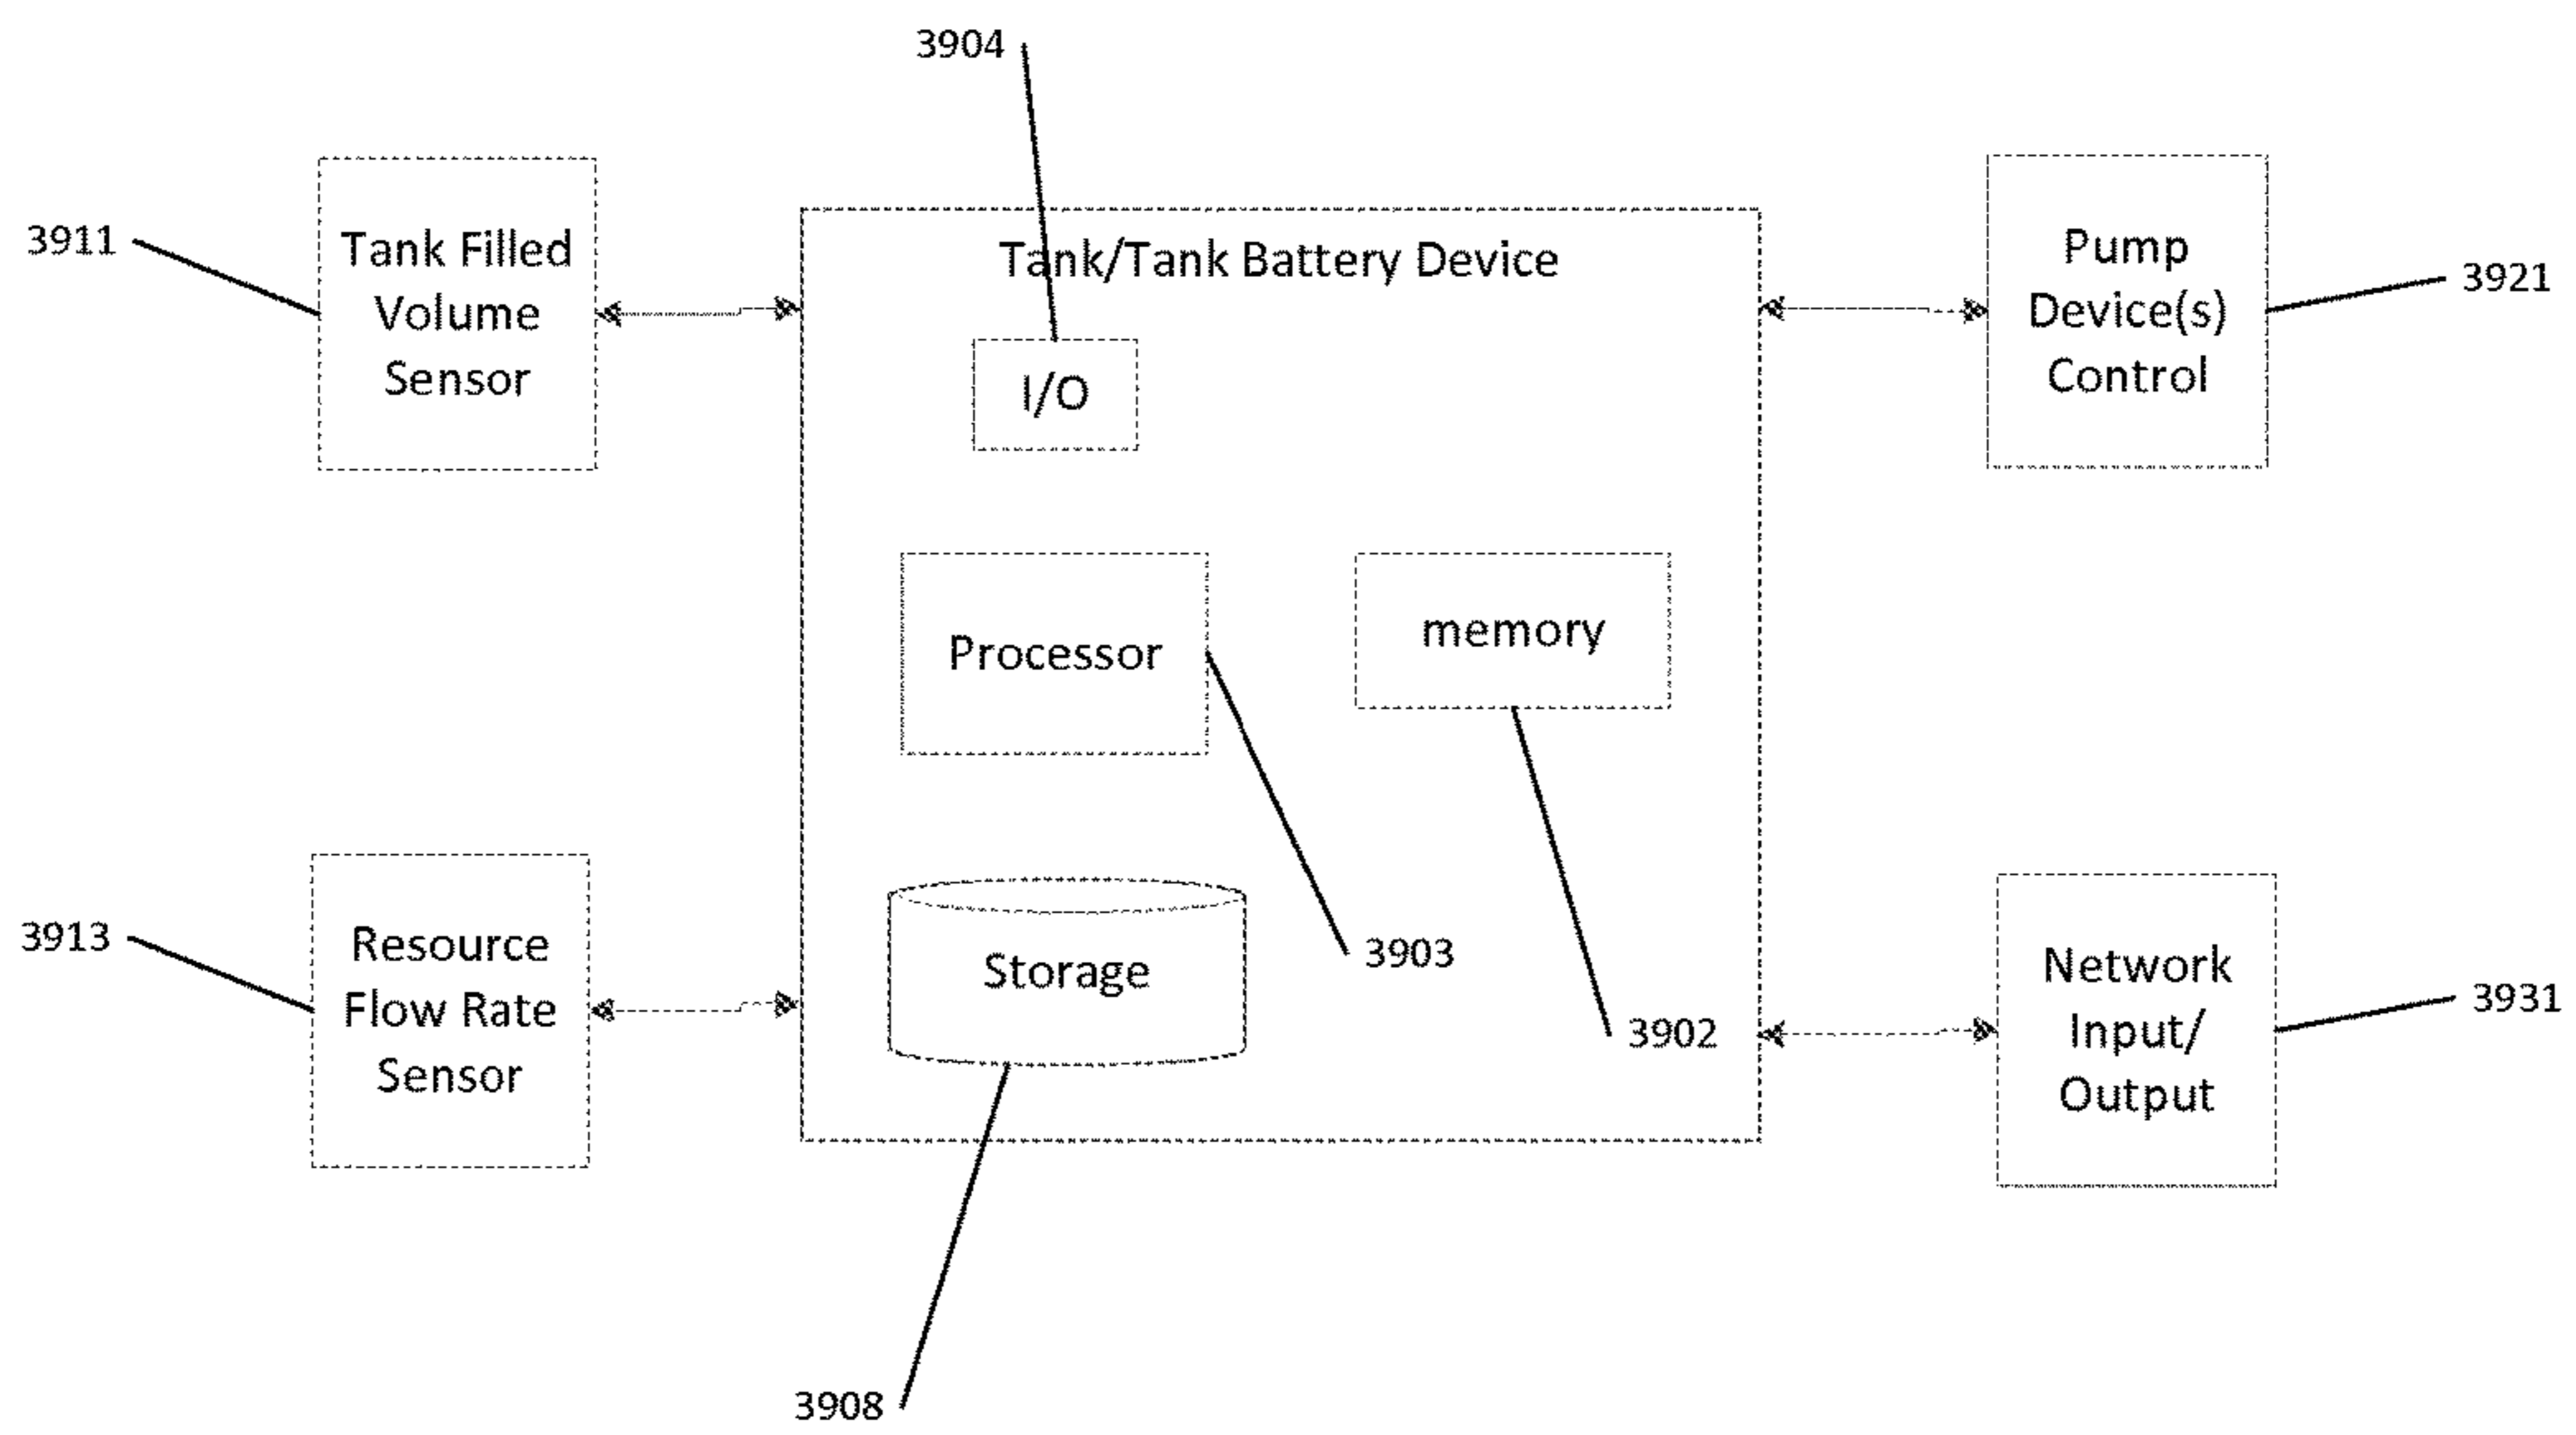 3904
3911
Tank Filled
Volume
Sensor
Tank/Tank Battery Device
Pump
Device(s)
Control
3921
I/O
Processor
memory
3913
Resource
Flow Rate
Sensor
Storage
3903
3902
Network
Input/
Output
3931
3908